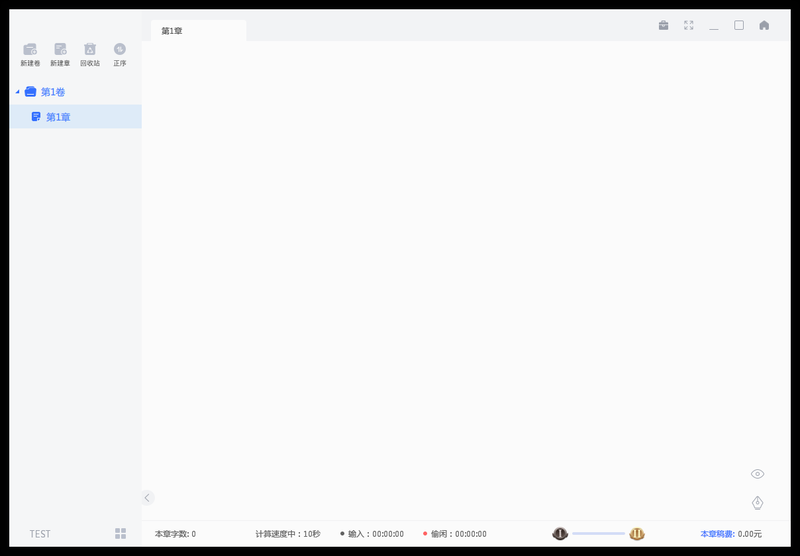 第1章
新建卷 新建章 回收站 正序
第1卷
第1章
TEST
本章字数: 0 计算速度中：10秒 输入：00:00:00 偷闲：00:00:00 I II 本章稿费: 0.00元